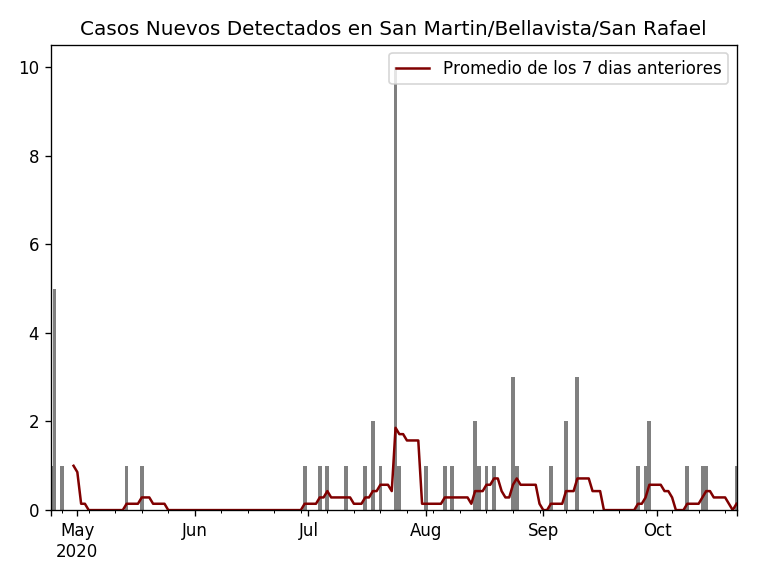 Casos Nuevos Detectados en San Martin/Bellavista/San Rafael
Promedio de los 7 dias anteriores
10
8
6
4
2
0
May Jun Jul Aug Sep Oct
2020